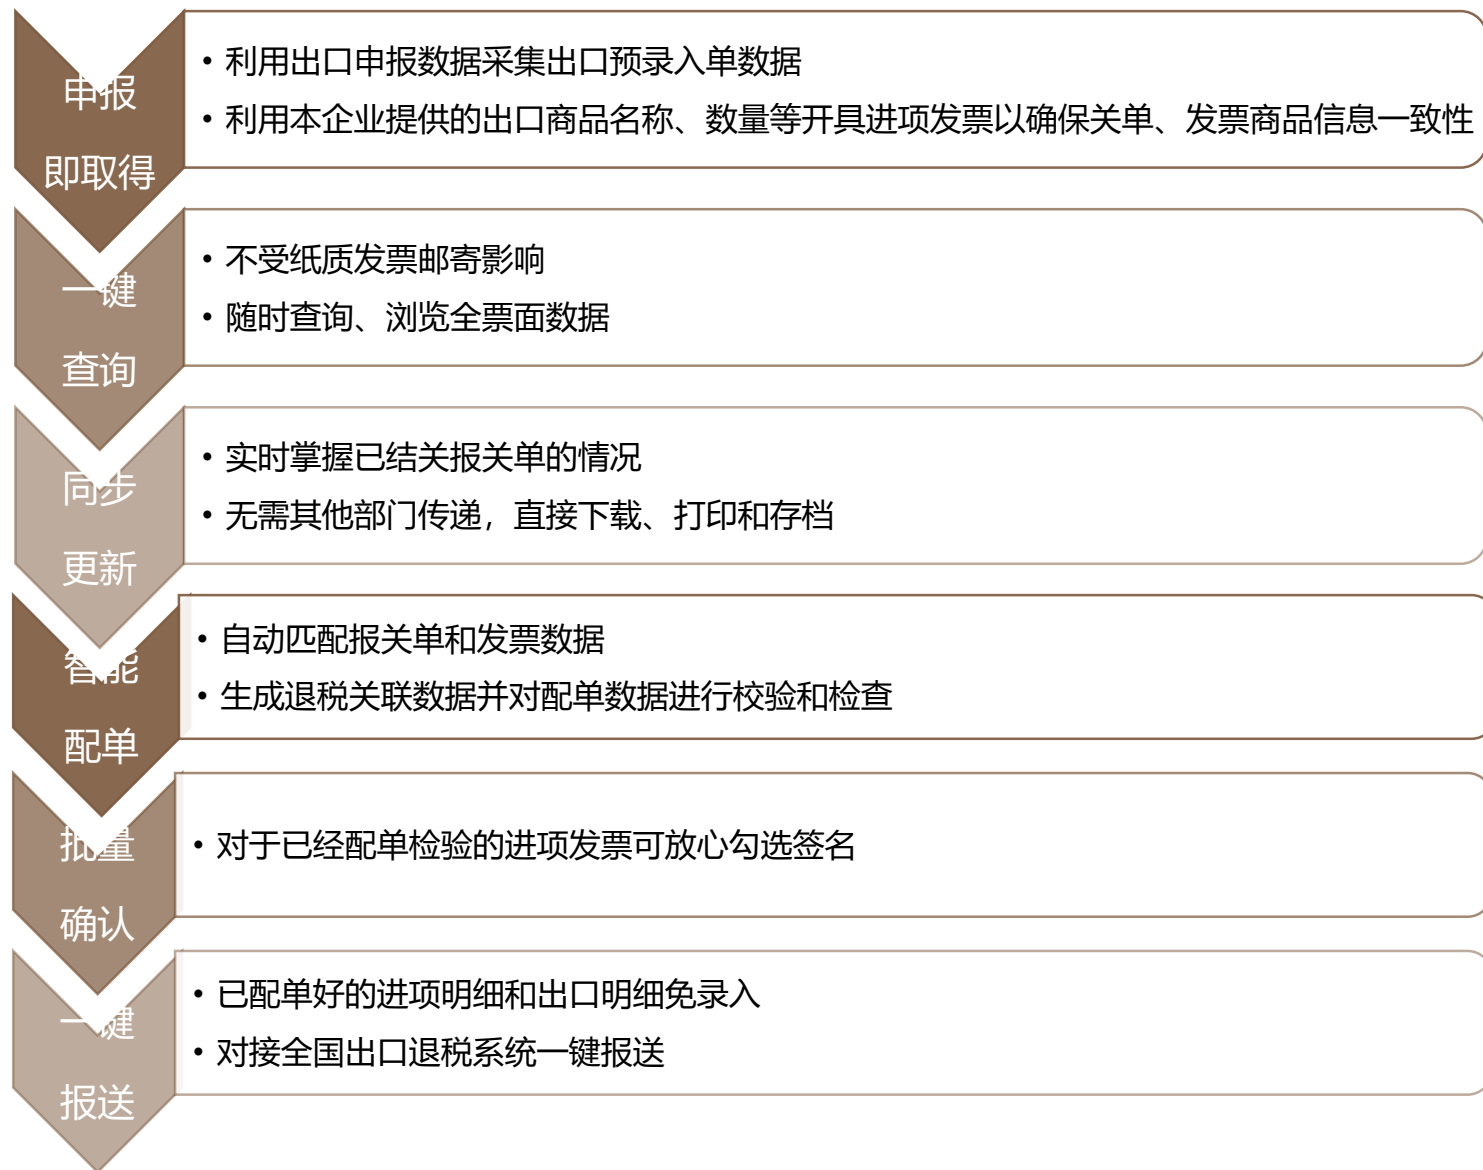 申报
即取得
• 利用出口申报数据采集出口预录入单数据
• 利用本企业提供的出口商品名称、数量等开具进项发票以确保关单、发票商品信息一致性
一键
查询
• 不受纸质发票邮寄影响
• 随时查询、浏览全票面数据
同步
更新
• 实时掌握已结关报关单的情况
• 无需其他部门传递，直接下载、打印和存档
智能
配单
• 自动匹配报关单和发票数据
• 生成退税关联数据并对配单数据进行校验和检查
批量
确认
• 对于已经配单检验的进项发票可放心勾选签名
一键
报送
• 已配单好的进项明细和出口明细免录入
• 对接全国出口退税系统一键报送